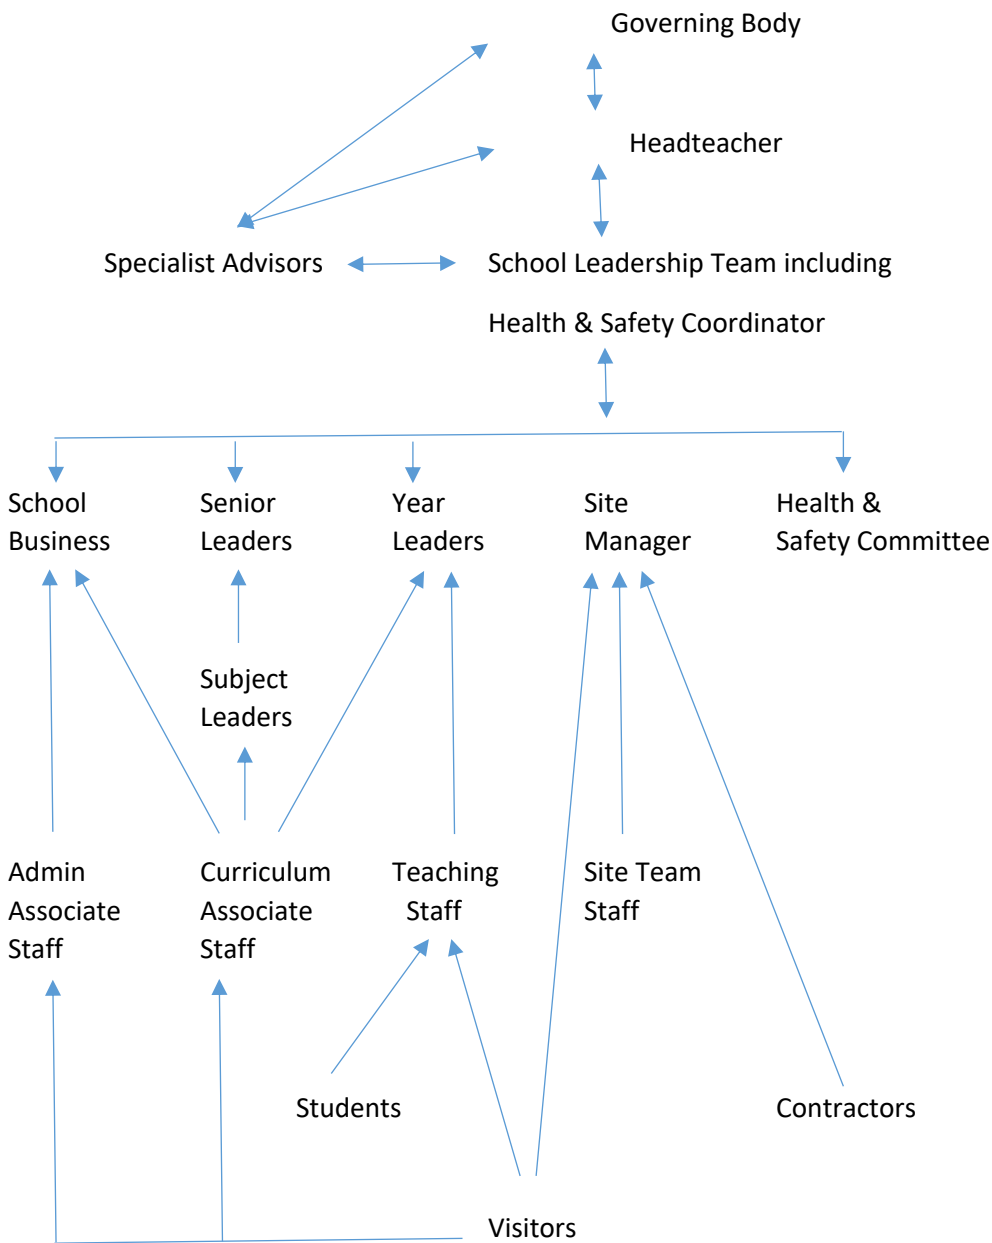 Governing Body
Headteacher
Specialist Advisors
School Leadership Team including
Health & Safety Coordinator
School
Business
Senior
Leaders
Year
Leaders
Site
Manager
Health &
Safety Committee
Subject
Leaders
Admin
Associate
Staff
Curriculum
Associate
Staff
Teaching
Staff
Site Team
Staff
Students
Contractors
Visitors